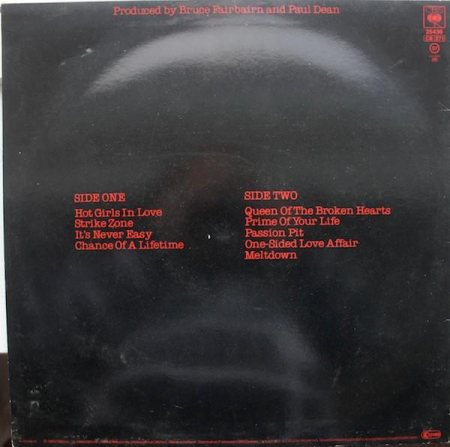 Produced by Bruce Fairbairn and Paul Dean
CBS
25436
SIDE ONE
Hot Girls In Love
Strike Zone
It's Never Easy
Chance Of A Lifetime
SIDE TWO
Queen Of The Broken Hearts
Prime Of Your Life
Passion Pit
One-Sided Love Affair
Meltdown